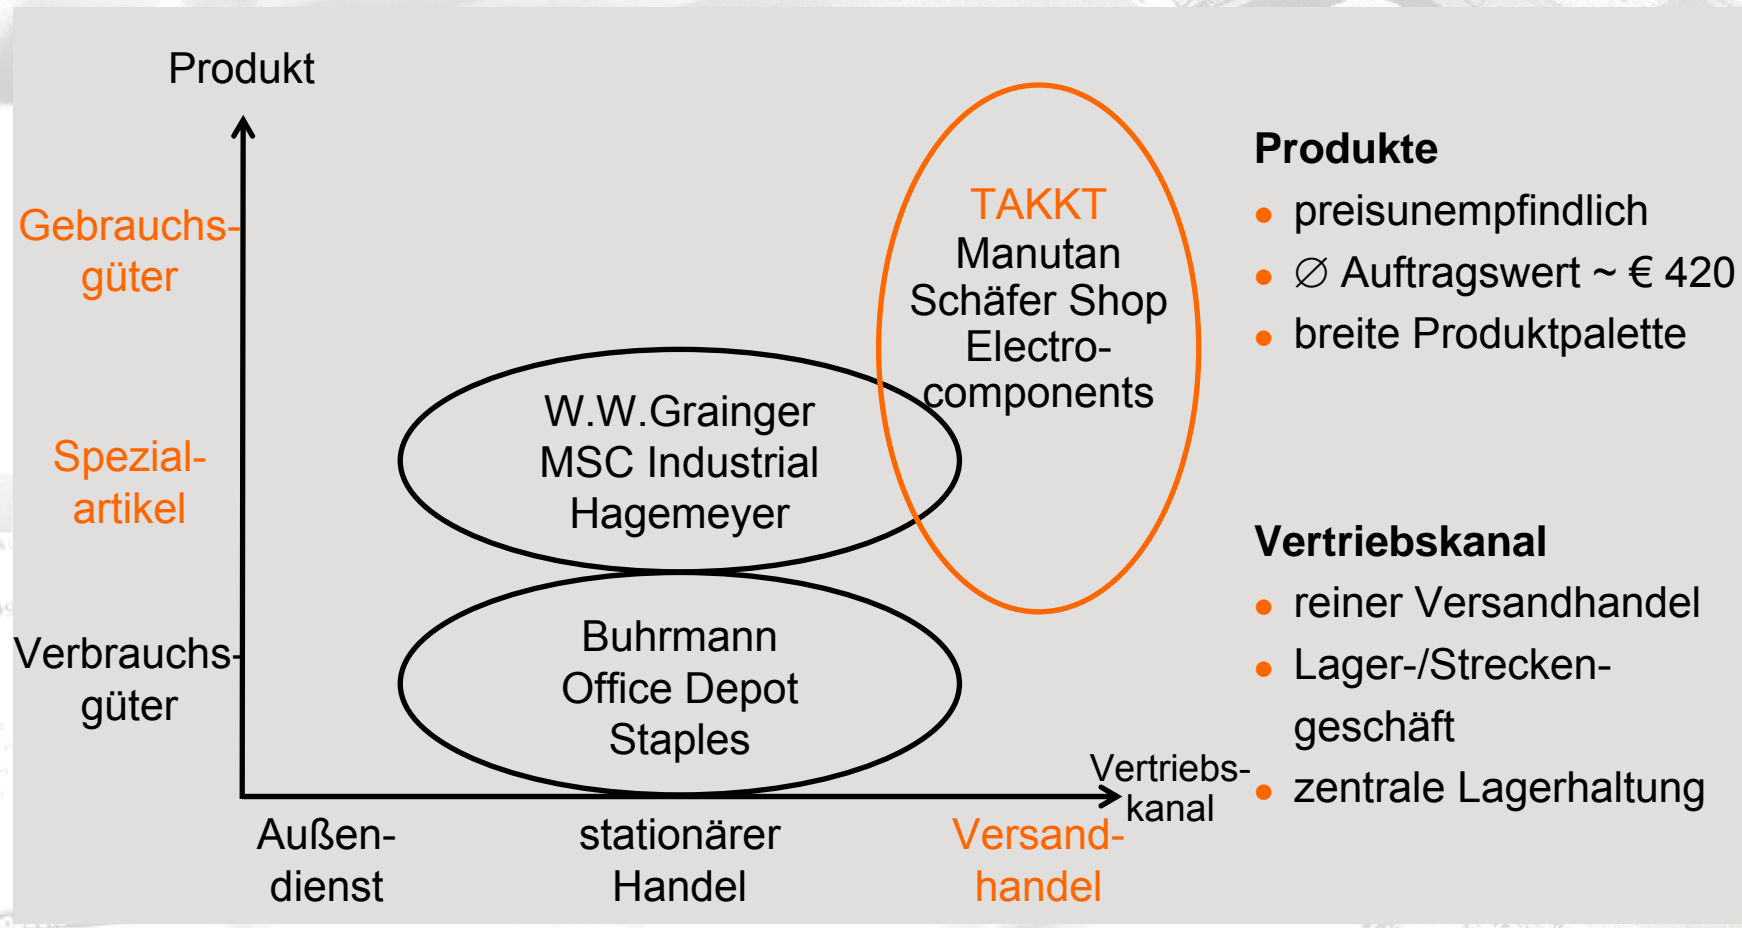 Produkt
Gebrauchs-
güter
Spezial-
artikel
Verbrauchs-
güter
TAKKT
Manutan
Schäfer Shop
Electro-
components
W.W.Grainger
MSC Industrial
Hagemeyer
Buhrmann
Office Depot
Staples
Vertriebs-
kanal
Außen-
dienst
stationärer
Handel
Versand-
handel
Produkte
● preisunempfindlich
● ∅ Auftragswert ~ € 420
● breite Produktpalette
Vertriebskanal
● reiner Versandhandel
● Lager-/Strecken-
geschäft
● zentrale Lagerhaltung